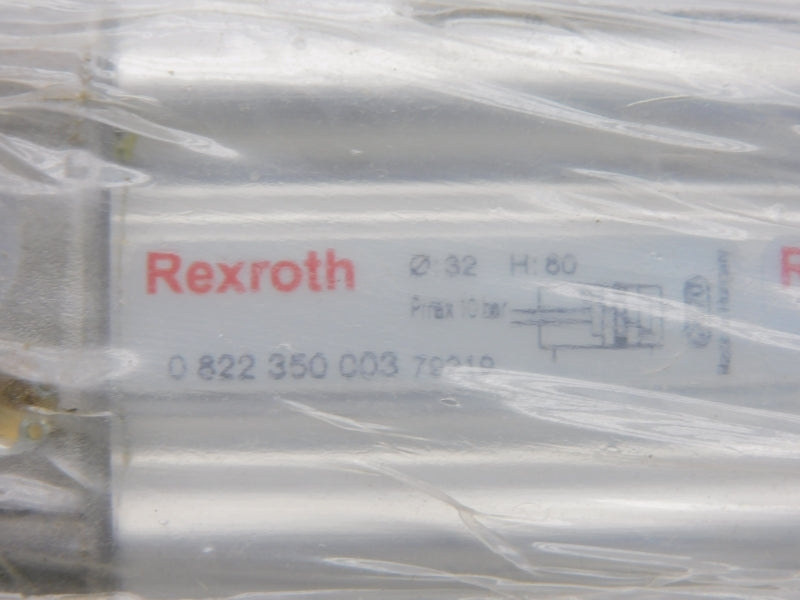 Rexroth Ø: 32 H: 80
Pmax 10 bar
0 822 350 003